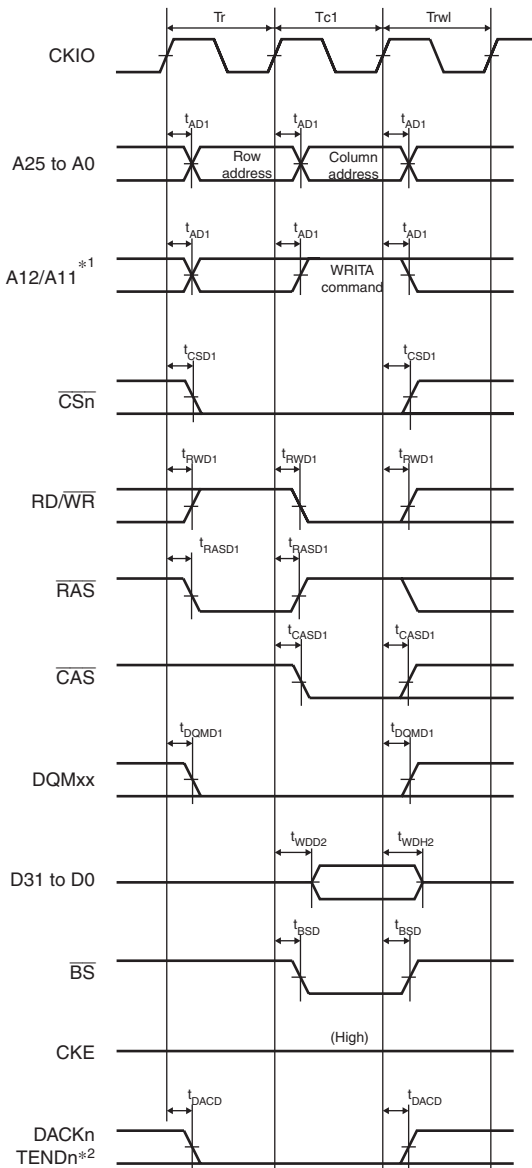 Tr Tc1 Trwl
CKIO
tAD1 tAD1 tAD1
A25 to A0 Row address Column address
tAD1 tAD1 tAD1
A12/A11*1 WRITA command
tCSD1 tCSD1
CSn
tRWD1 tRWD1 tRWD1
RD/WR
tRASD1 tRASD1
RAS
tCASD1 tCASD1
CAS
tDQMD1 tDQMD1
DQMxx
tWDD2 tWDH2
D31 to D0
tBSD tBSD
BS
(High)
CKE
tDACD tDACD
DACKn
TENDn*2